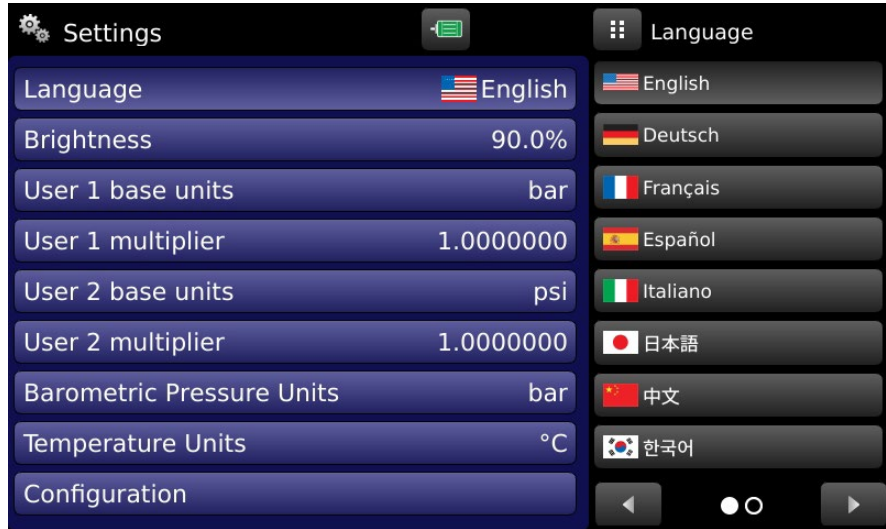 Settings
Language English
Brightness 90.0%
User 1 base units bar
User 1 multiplier 1.0000000
User 2 base units psi
User 2 multiplier 1.0000000
Barometric Pressure Units bar
Temperature Units °C
Configuration
Language
English
Deutsch
Français
Español
Italiano
日本語
中文
한국어